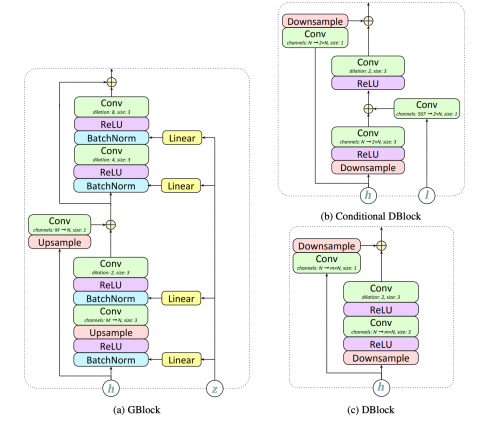 Conv
dilation: 8, size: 3
ReLU
BatchNorm
Linear
Conv
dilation: 4, size: 3
ReLU
BatchNorm
Linear
Conv
channels: M → N, size: 1
Upsample
Conv
dilation: 2, size: 3
ReLU
BatchNorm
Linear
Conv
channels: M → N, size: 3
Upsample
ReLU
BatchNorm
Linear
h
z
(a) GBlock
Downsample
Conv
channels: N → 2×N, size: 1
Conv
dilation: 2, size: 3
ReLU
Conv
channels: 567 → 2×N, size: 1
Conv
channels: N → 2×N, size: 3
ReLU
Downsample
h
l
(b) Conditional DBlock
Downsample
Conv
channels: N → m×N, size: 1
Conv
dilation: 2, size: 3
ReLU
Conv
channels: N → m×N, size: 3
ReLU
Downsample
h
(c) DBlock